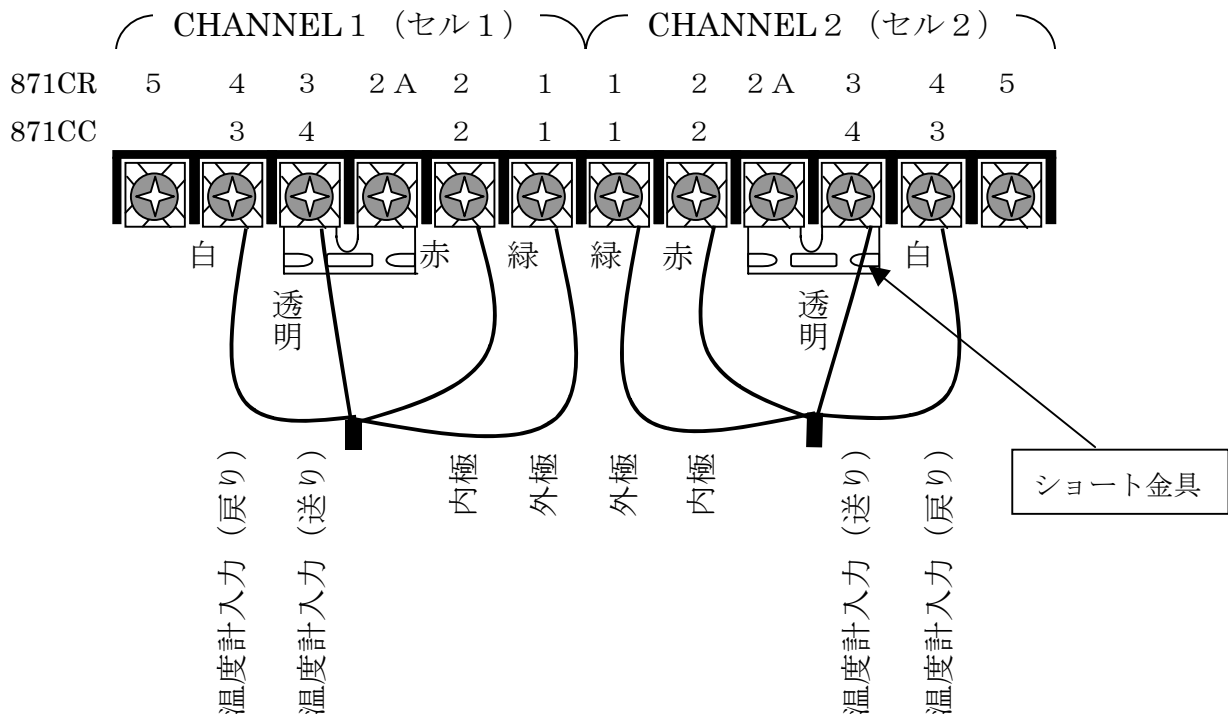 CHANNEL１（セル１） CHANNEL２（セル２）
871CR 5 4 3 ２A 2 1 1 2 ２A 3 4 5
871CC 3 4 2 1 1 2 4 3
白 赤 緑 緑 赤 白
透明 透明
ショート金具
温度計入力（戻り）
温度計入力（送り）
内極
外極
外極
内極
温度計入力（送り）
温度計入力（戻り）